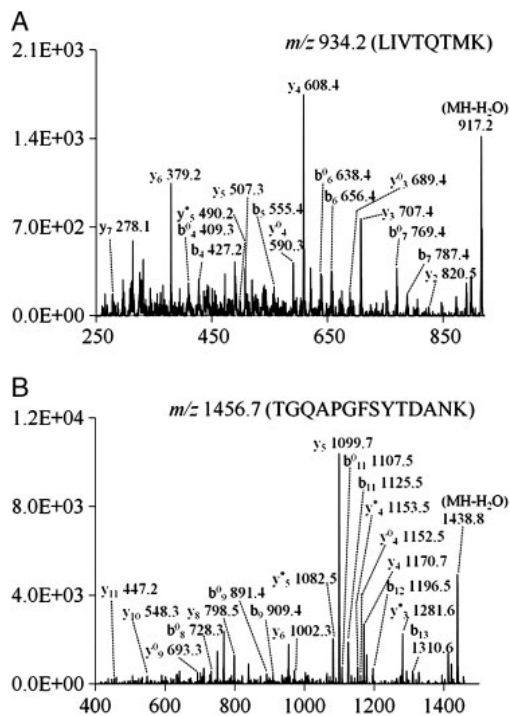 A
m/z 934.2 (LIVTQTMK)
2.1E+03
1.4E+03
7.0E+02
0.0E+00
y₄ 608.4
(MH-H₂O)
917.2
y₆ 379.2
y₅ 507.3
y*₅ 490.2
b⁰₄ 409.3
b₄ 427.2
y₇ 278.1
b₅ 555.4
y⁰₄
590.3
b⁰₆ 638.4
b₆ 656.4
y⁰₃ 689.4
y₃ 707.4
b⁰₇ 769.4
b₇ 787.4
y₂ 820.5
250 450 650 850
B
m/z 1456.7 (TGQAPGFSYTDANK)
1.2E+04
8.0E+03
4.0E+03
0.0E+00
y₅ 1099.7
b⁰₁₁ 1107.5
b₁₁ 1125.5
y*₄ 1153.5
y⁰₄ 1152.5
y₄ 1170.7
b₁₂ 1196.5
y*₃ 1281.6
b₁₃
1310.6
(MH-H₂O)
1438.8
y*₅ 1082.5
y₁₁ 447.2
y₁₀ 548.3
y⁰₉ 693.3
b⁰₈ 728.3
y₈ 798.5
b⁰₉ 891.4
b₉ 909.4
y₆ 1002.3
400 600 800 1000 1200 1400